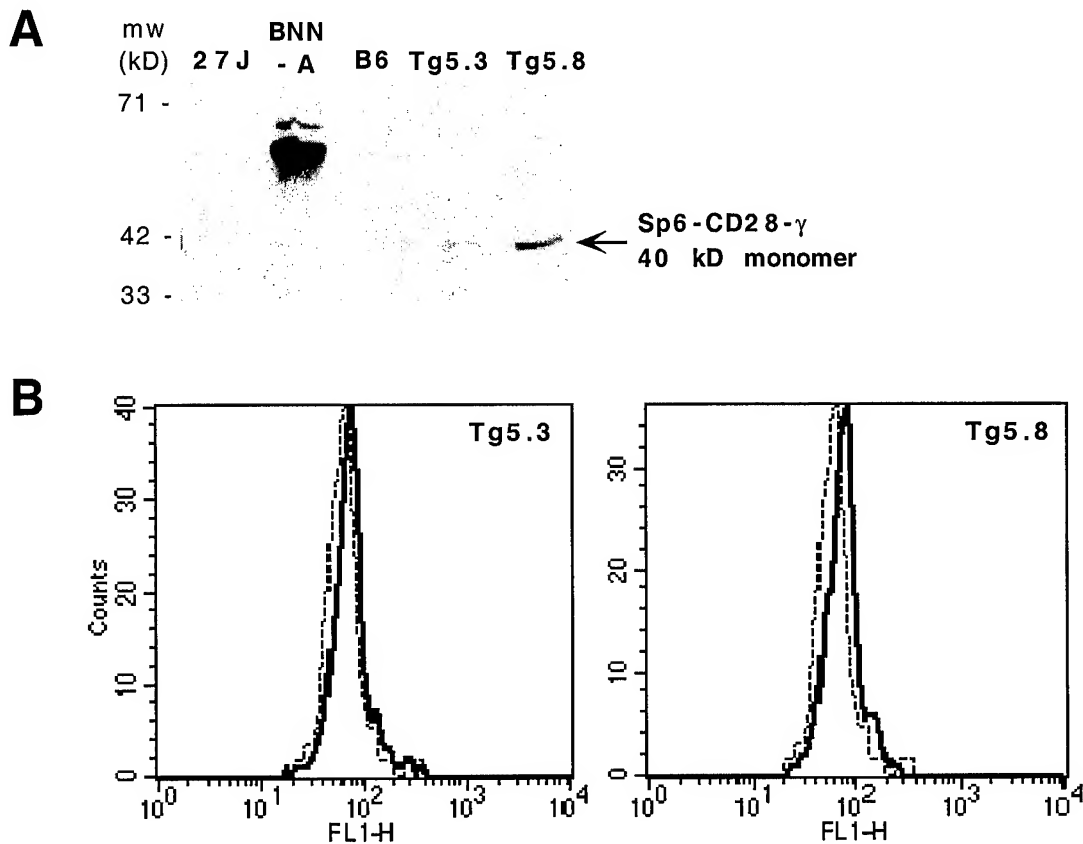 A
mw
(kD)
27J
BNN
- A
B6
Tg5.3
Tg5.8
71 -
42 -
33 -
Sp6-CD28-γ
40 kD monomer
B
Tg5.3
Counts
40
30
20
10
0
10^0
10^1
10^2
10^3
10^4
FL1-H
Tg5.8
30
20
10
0
10^0
10^1
10^2
10^3
10^4
FL1-H